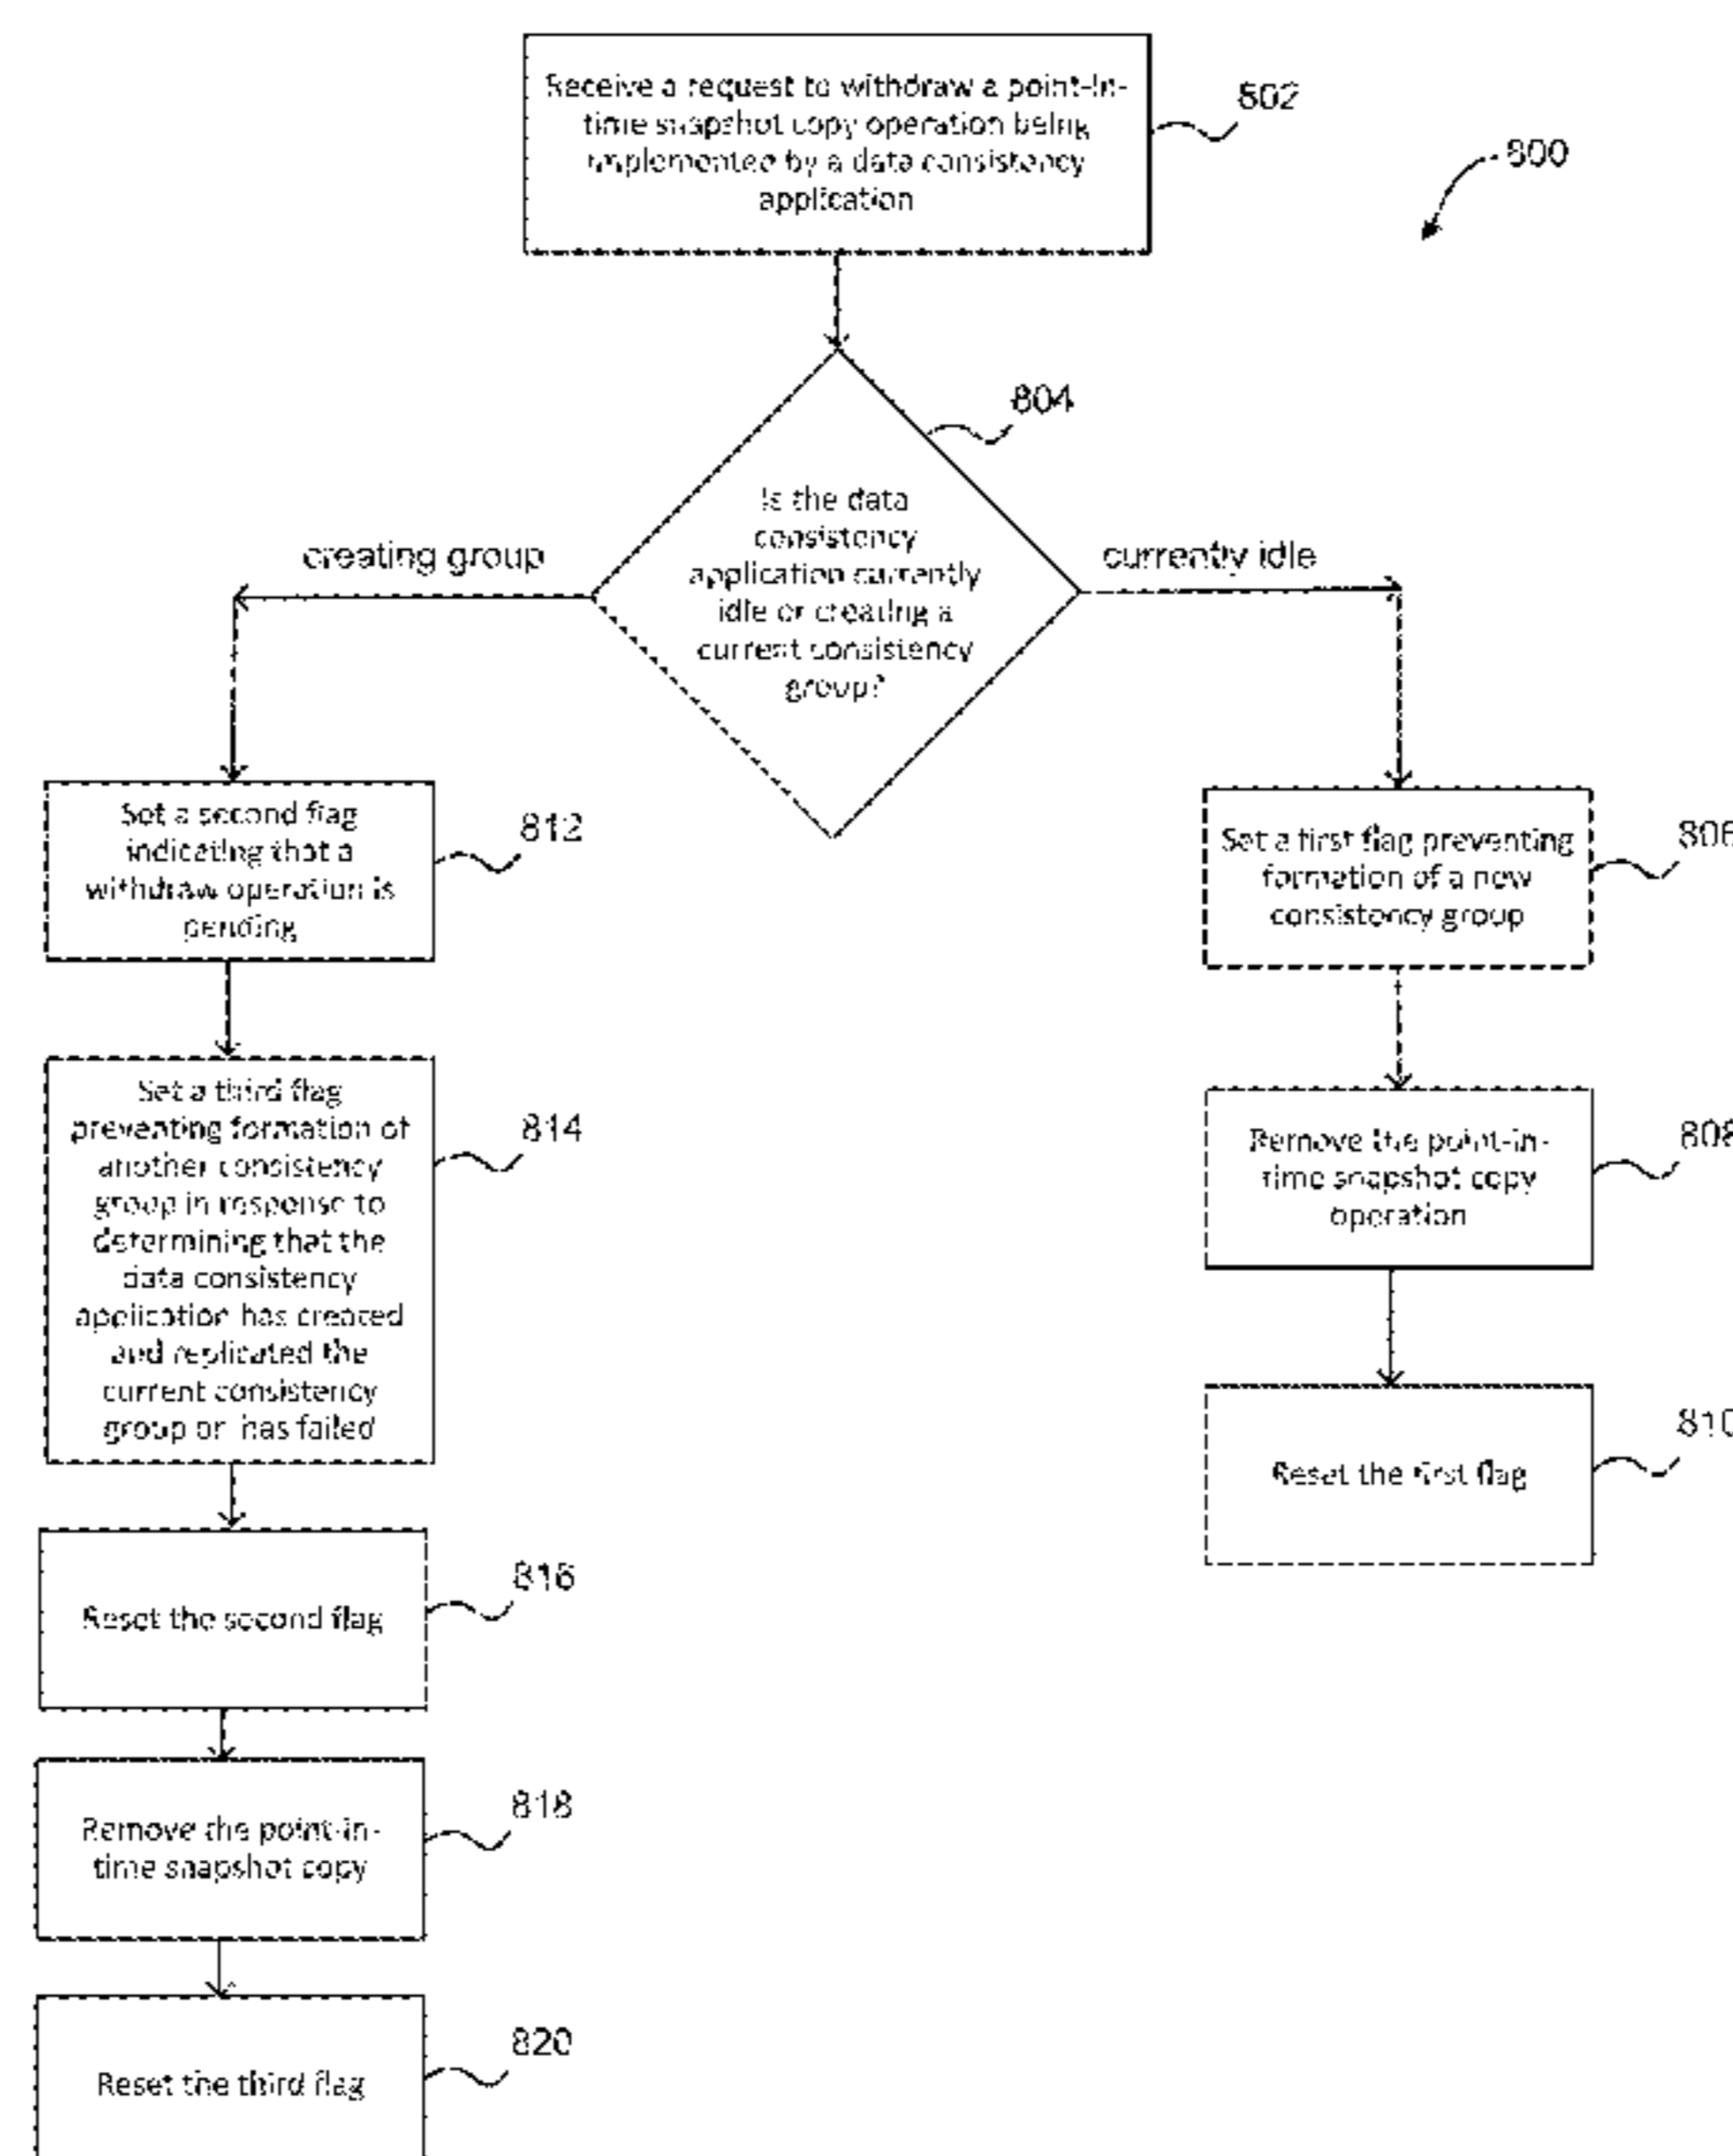 Receive a request to withdraw a point-in-
time snapshot copy operation being
implemented by a data consistency
application
802
800
804
Is the data
consistency
application currently
idle or creating a
current consistency
group?
creating group
currently idle
Set a second flag
indicating that a
withdraw operation is
pending
812
Set a first flag preventing
formation of a new
consistency group
806
Set a third flag
preventing formation of
another consistency
group in response to
determining that the
data consistency
application has created
and replicated the
current consistency
group or has failed
814
Remove the point-in-
time snapshot copy
operation
808
Reset the first flag
810
Reset the second flag
816
Remove the point-in-
time snapshot copy
818
Reset the third flag
820